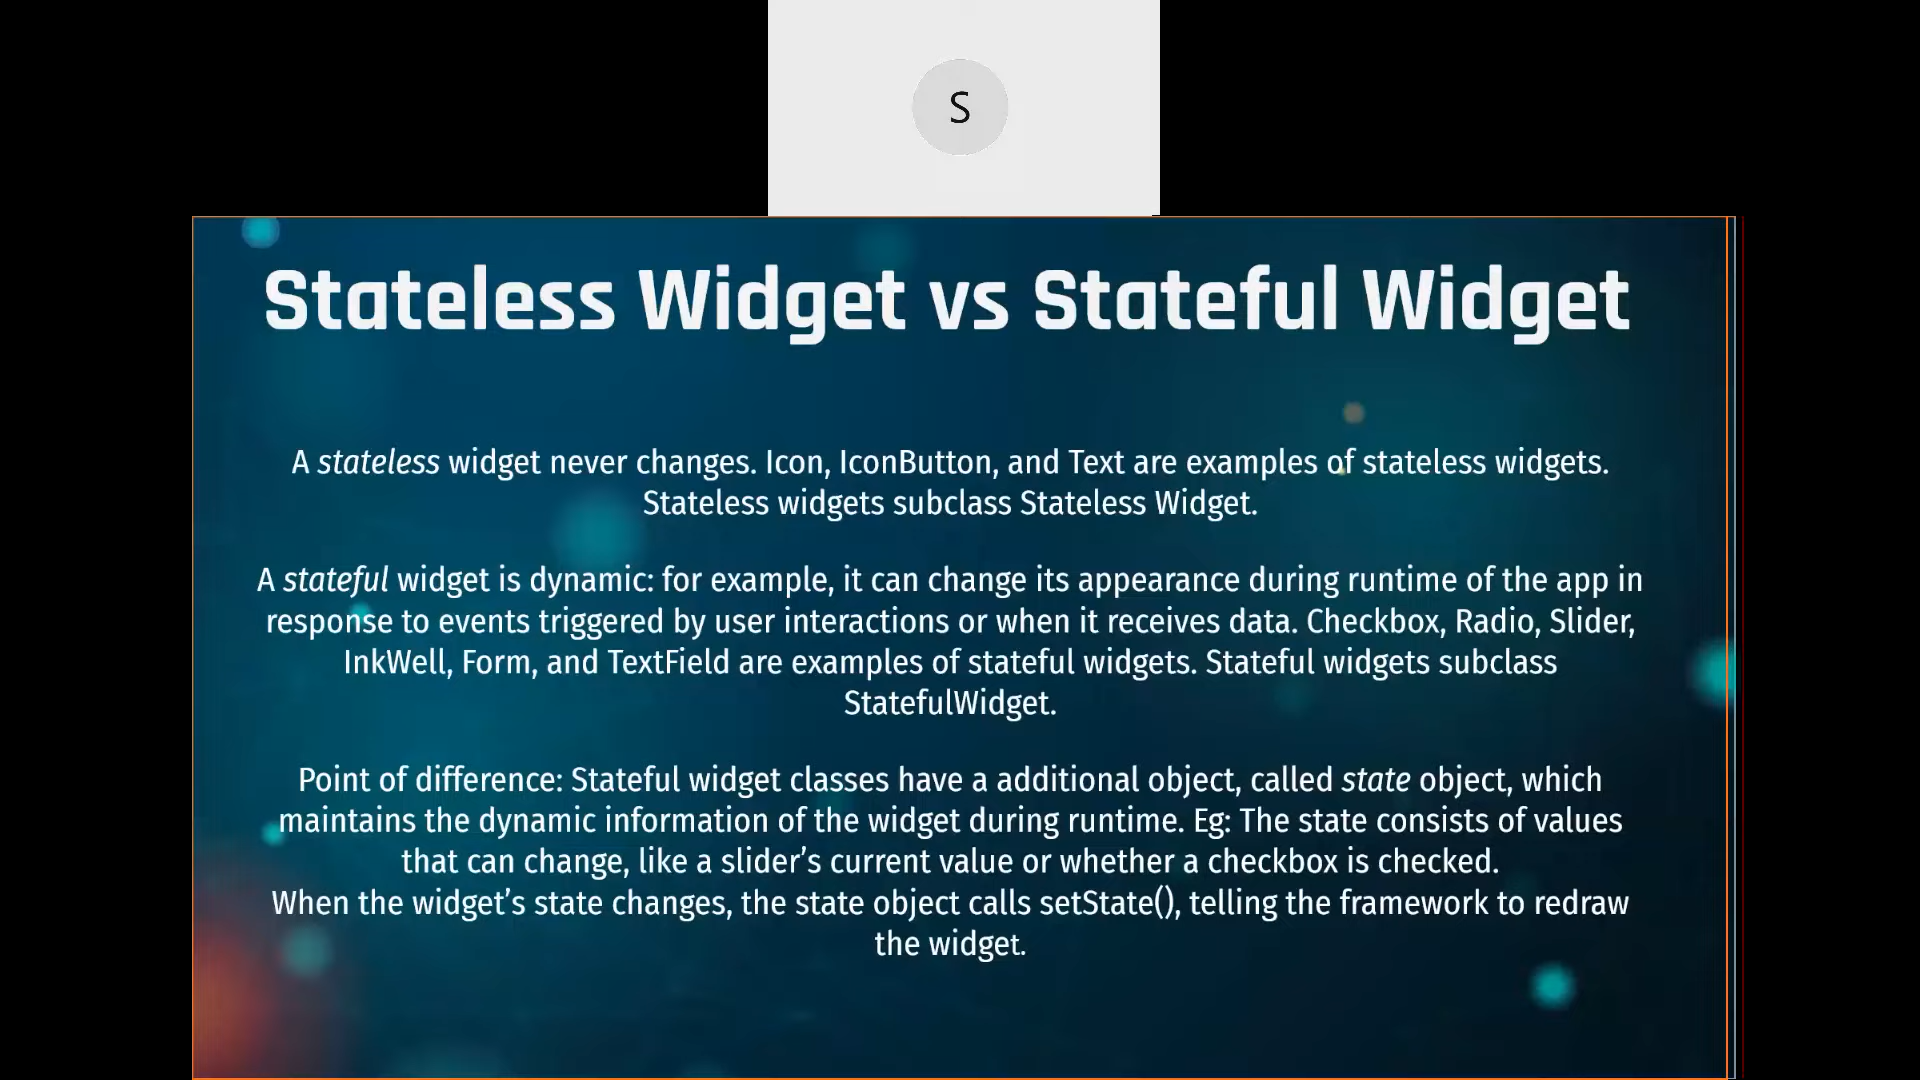 S
Stateless Widget vs Stateful Widget
A stateless widget never changes. Icon, IconButton, and Text are examples of stateless widgets.
Stateless widgets subclass Stateless Widget.
A stateful widget is dynamic: for example, it can change its appearance during runtime of the app in
response to events triggered by user interactions or when it receives data. Checkbox, Radio, Slider,
InkWell, Form, and TextField are examples of stateful widgets. Stateful widgets subclass
StatefulWidget.
Point of difference: Stateful widget classes have a additional object, called state object, which
maintains the dynamic information of the widget during runtime. Eg: The state consists of values
that can change, like a slider’s current value or whether a checkbox is checked.
When the widget’s state changes, the state object calls setState(), telling the framework to redraw
the widget.